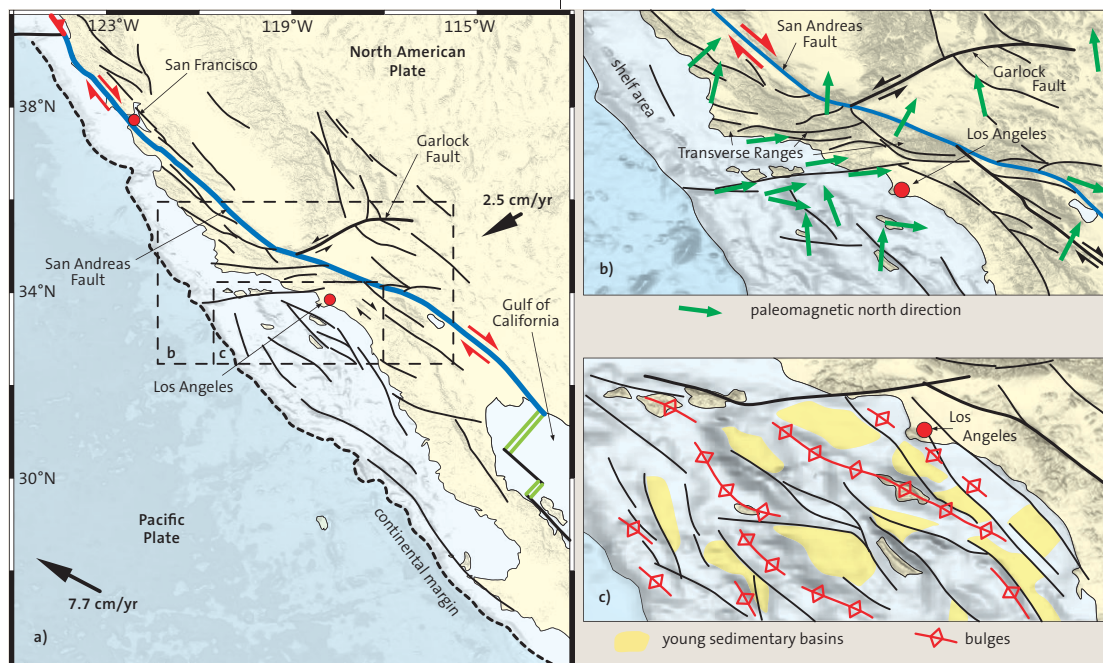 123°W
119°W
115°W
North American
Plate
San Francisco
38°N
Garlock
Fault
2.5 cm/yr
San Andreas
Fault
34°N
Gulf of
California
b
c
Los Angeles
30°N
Pacific
Plate
continental margin
7.7 cm/yr
a)
San Andreas
Fault
Garlock
Fault
shelf area
Los Angeles
Transverse Ranges
b)
paleomagnetic north direction
Los
Angeles
c)
young sedimentary basins
bulges